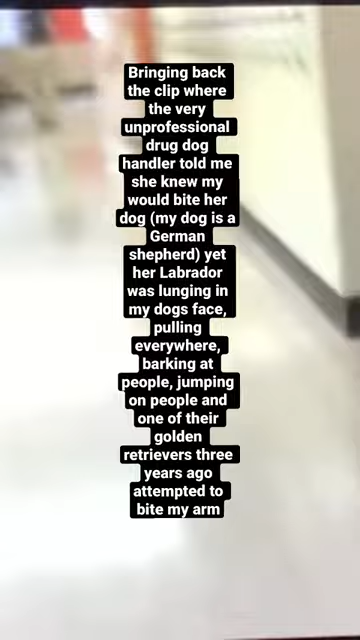 Bringing back
the clip where
the very
unprofessional
drug dog
handler told me
she knew my
would bite her
dog (my dog is a
German
shepherd) yet
her Labrador
was lunging in
my dogs face,
pulling
everywhere,
barking at
people, jumping
on people and
one of their
golden
retrievers three
years ago
attempted to
bite my arm